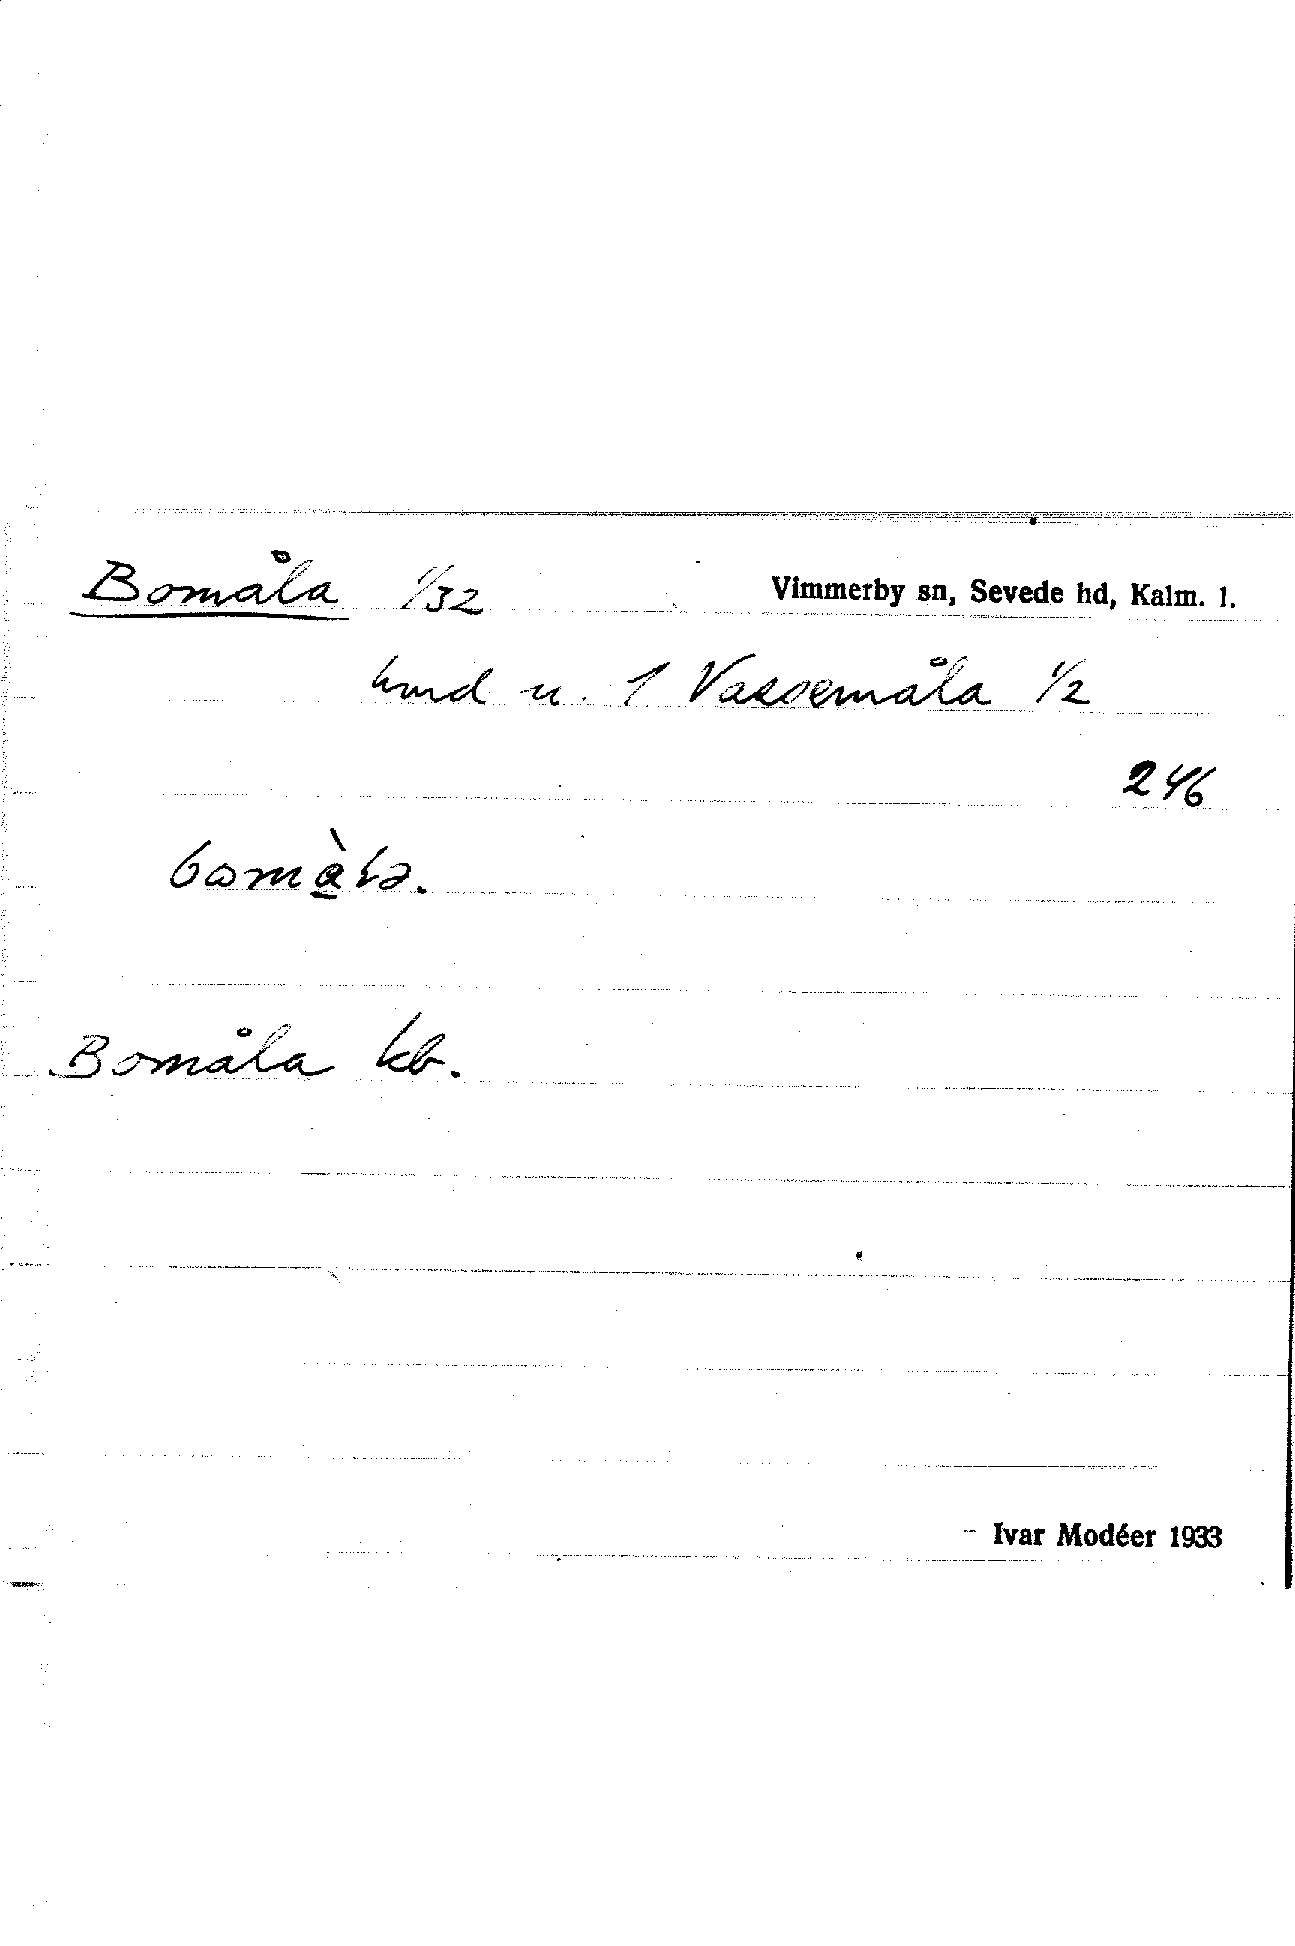 Bomåla 1/32 Vimmerby sn, Sevede hd, Kalm. l.
und u. 1 Vassemåla 1/2
246
Bomåla kb.
- Ivar Modéer 1933